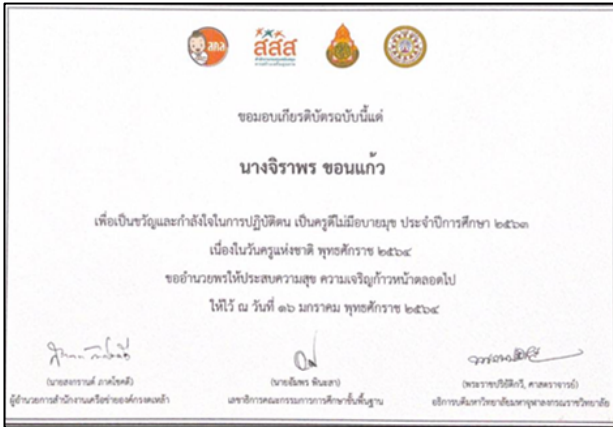 สคล
สสส
ขอมอบเกียรติบัตรฉบับนี้แด่
นางจิราพร ขอนแก้ว
เพื่อเป็นขวัญและกำลังใจในการปฏิบัติตน เป็นครูดีไม่มีอบายมุข ประจำปีการศึกษา ๒๕๖๓
เนื่องในวันครูแห่งชาติ พุทธศักราช ๒๕๖๔
ขออำนวยพรให้ประสบความสุข ความเจริญก้าวหน้าตลอดไป
ให้ไว้ ณ วันที่ ๑๖ มกราคม พุทธศักราช ๒๕๖๔
(นายสงกรานต์ ภาคโชคดี) (นายอัมพร พินะสา) (พระราชปริยัติกวี, ศาสตราจารย์)
ผู้อำนวยการสำนักงานเครือข่ายองค์กรงดเหล้า เลขาธิการคณะกรรมการการศึกษาขั้นพื้นฐาน อธิการบดีมหาวิทยาลัยมหาจุฬาลงกรณราชวิทยาลัย